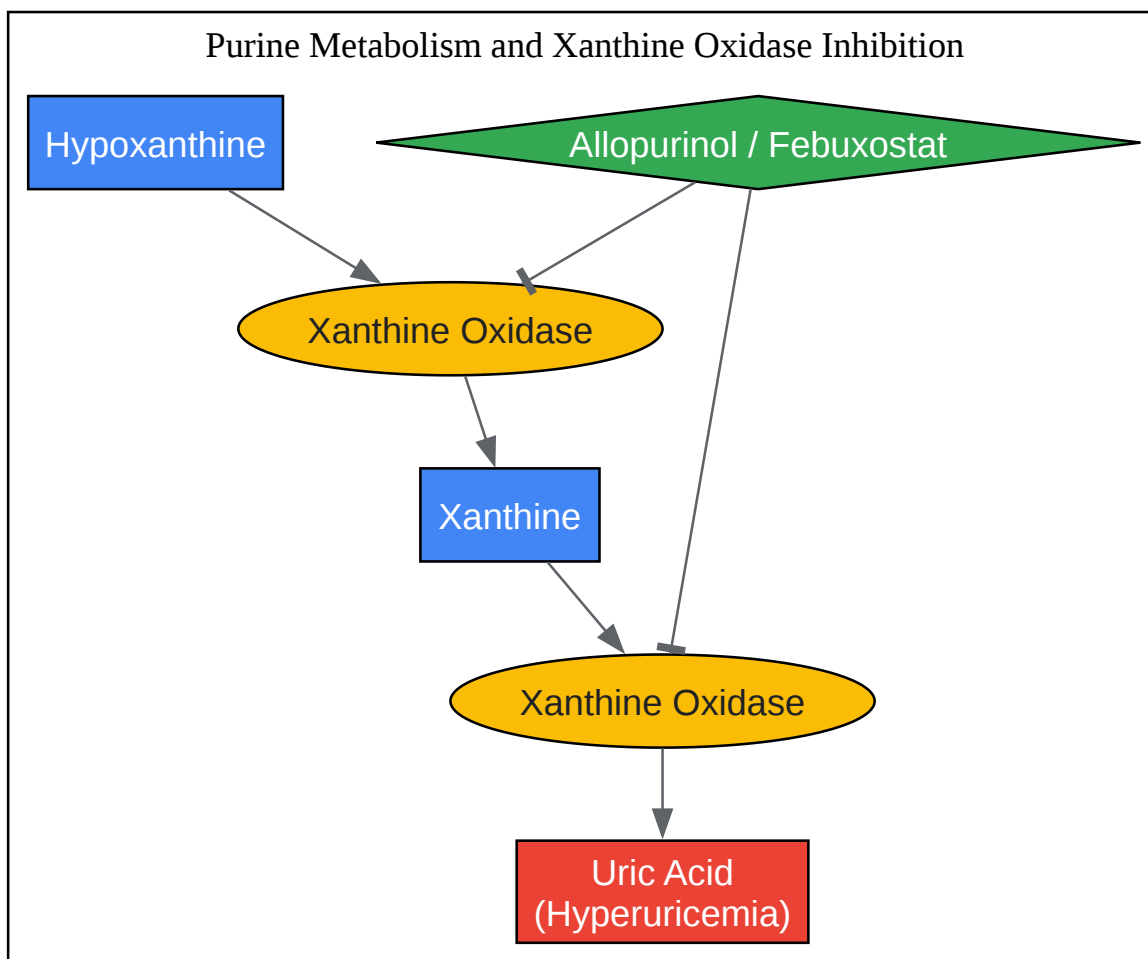 Purine Metabolism and Xanthine Oxidase Inhibition
Hypoxanthine
Allopurinol / Febuxostat
Xanthine Oxidase
Xanthine
Xanthine Oxidase
Uric Acid
(Hyperuricemia)